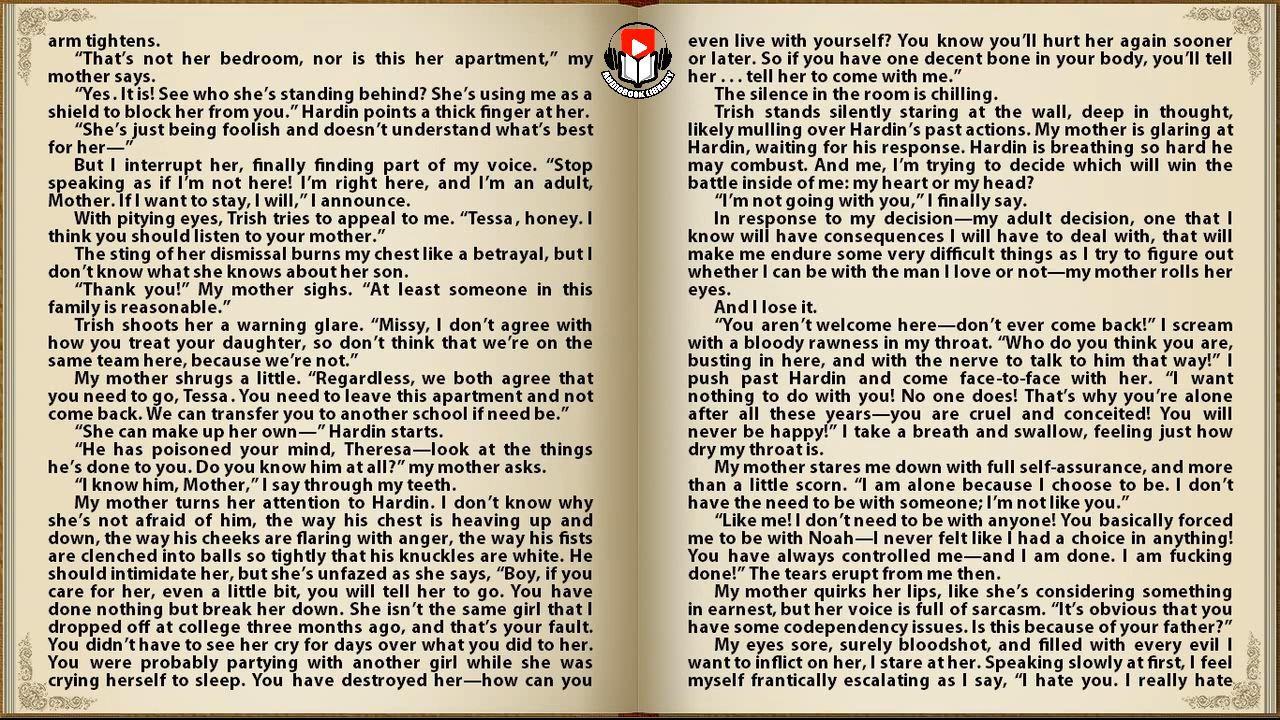 arm tightens.
“That’s not her bedroom, nor is this her apartment,” my
mother says.
“Yes. It is! See who she’s standing behind? She’s using me as a
shield to block her from you.” Hardin points a thick finger at her.
“She’s just being foolish and doesn’t understand what’s best
for her—”
But I interrupt her, finally finding part of my voice. “Stop
speaking as if I’m not here! I’m right here, and I’m an adult,
Mother. If I want to stay, I will,” I announce.
With pitying eyes, Trish tries to appeal to me. “Tessa, honey. I
think you should listen to your mother.”
The sting of her dismissal burns my chest like a betrayal, but I
don’t know what she knows about her son.
“Thank you!” My mother sighs. “At least someone in this
family is reasonable.”
Trish shoots her a warning glare. “Missy, I don’t agree with
how you treat your daughter, so don’t think that we’re on the
same team here, because we’re not.”
My mother shrugs a little. “Regardless, we both agree that
you need to go, Tessa. You need to leave this apartment and not
come back. We can transfer you to another school if need be.”
“She can make up her own—” Hardin starts.
“He has poisoned your mind, Theresa—look at the things
he’s done to you. Do you know him at all?” my mother asks.
“I know him, Mother,” I say through my teeth.
My mother turns her attention to Hardin. I don’t know why
she’s not afraid of him, the way his chest is heaving up and
down, the way his cheeks are flaring with anger, the way his fists
are clenched into balls so tightly that his knuckles are white. He
should intimidate her, but she’s unfazed as she says, “Boy, if you
care for her, even a little bit, you will tell her to go. You have
done nothing but break her down. She isn’t the same girl that I
dropped off at college three months ago, and that’s your fault.
You didn’t have to see her cry for days over what you did to her.
You were probably partying with another girl while she was
crying herself to sleep. You have destroyed her—how can you
AUDIOBOOK LIBRARY
even live with yourself? You know you’ll hurt her again sooner
or later. So if you have one decent bone in your body, you’ll tell
her . . . tell her to come with me.”
The silence in the room is chilling.
Trish stands silently staring at the wall, deep in thought,
likely mulling over Hardin’s past actions. My mother is glaring at
Hardin, waiting for his response. Hardin is breathing so hard he
may combust. And me, I’m trying to decide which will win the
battle inside of me: my heart or my head?
“I’m not going with you,” I finally say.
In response to my decision—my adult decision, one that I
know will have consequences I will have to deal with, that will
make me endure some very difficult things as I try to figure out
whether I can be with the man I love or not—my mother rolls her
eyes.
And I lose it.
“You aren’t welcome here—don’t ever come back!” I scream
with a bloody rawness in my throat. “Who do you think you are,
busting in here, and with the nerve to talk to him that way!” I
push past Hardin and come face-to-face with her. “I want
nothing to do with you! No one does! That’s why you’re alone
after all these years—you are cruel and conceited! You will
never be happy!” I take a breath and swallow, feeling just how
dry my throat is.
My mother stares me down with full self-assurance, and more
than a little scorn. “I am alone because I choose to be. I don’t
have the need to be with someone; I’m not like you.”
“Like me! I don’t need to be with anyone! You basically forced
me to be with Noah—I never felt like I had a choice in anything!
You have always controlled me—and I am done. I am fucking
done!” The tears erupt from me then.
My mother quirks her lips, like she’s considering something
in earnest, but her voice is full of sarcasm. “It’s obvious that you
have some codependency issues. Is this because of your father?”
My eyes sore, surely bloodshot, and filled with every evil I
want to inflict on her, I stare at her. Speaking slowly at first, I feel
myself frantically escalating as I say, “I hate you. I really hate